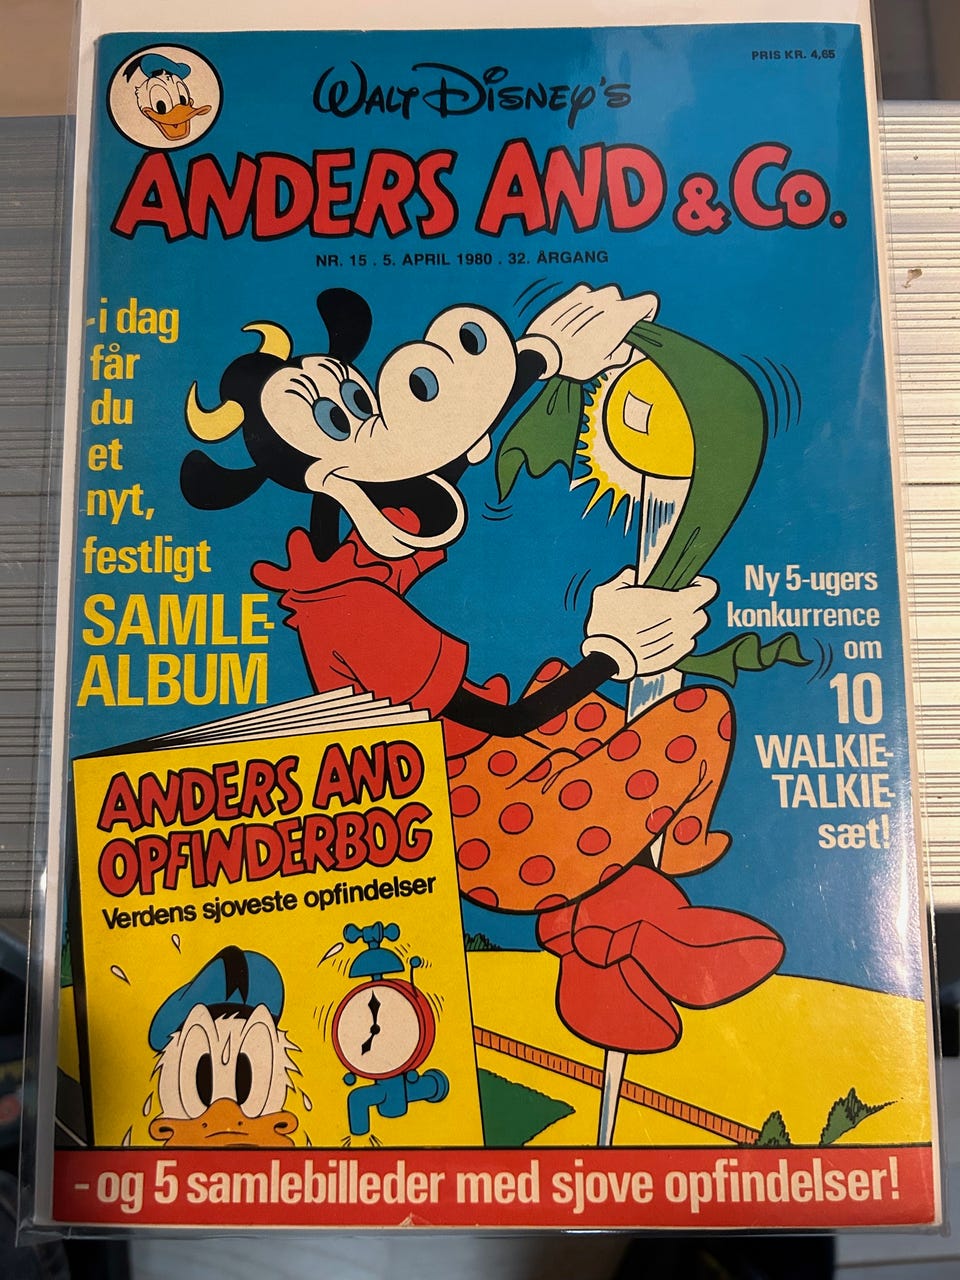 PRIS KR. 4,65
WALT DISNEY'S
ANDERS AND & Co.
NR. 15 . 5. APRIL 1980 . 32. ÅRGANG
-i dag
får
du
et
nyt,
festligt
SAMLE-
ALBUM
Ny 5-ugers
konkurrence
om
10
WALKIE-
TALKIE-
sæt!
ANDERS AND
OPFINDERBOG
Verdens sjoveste opfindelser
- og 5 samlebilleder med sjove opfindelser!